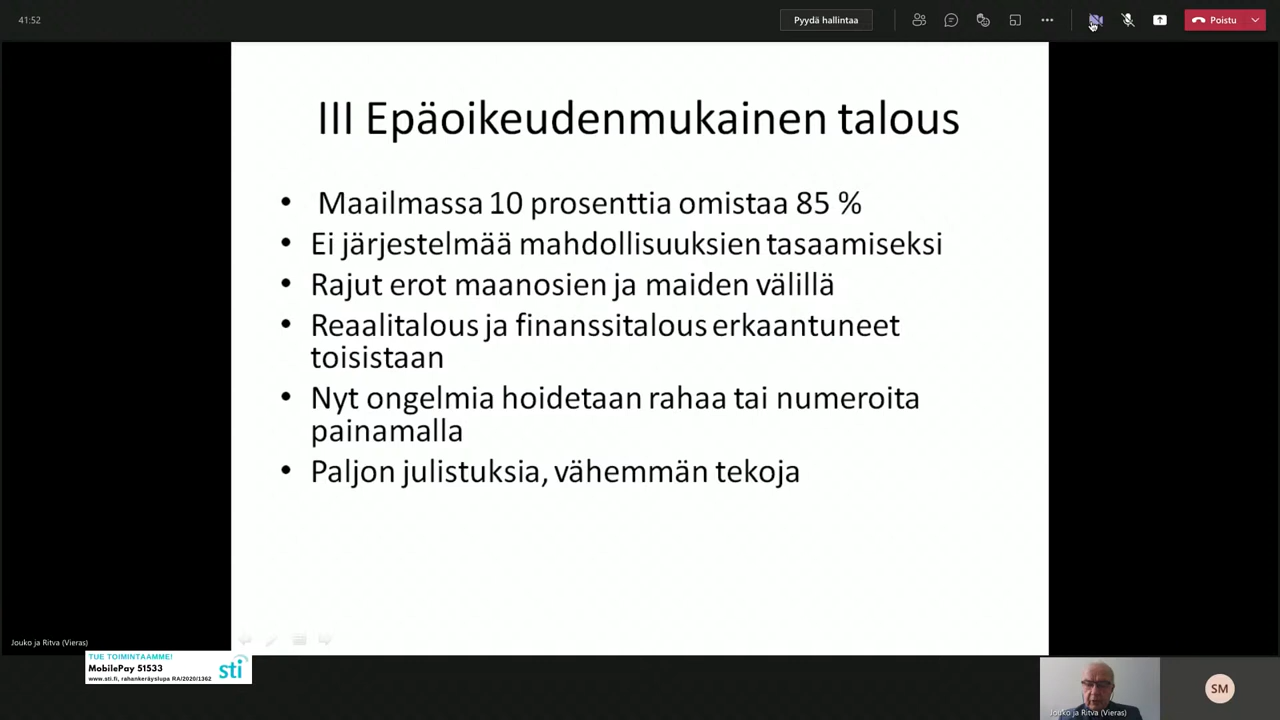 41:52
Pyydä hallintaa
Poistu
III Epäoikeudenmukainen talous
• Maailmassa 10 prosenttia omistaa 85 %
• Ei järjestelmää mahdollisuuksien tasaamiseksi
• Rajut erot maanosien ja maiden välillä
• Reaalitalous ja finanssitalous erkaantuneet
toisistaan
• Nyt ongelmia hoidetaan rahaa tai numeroita
painamalla
• Paljon julistuksia, vähemmän tekoja
Jouko ja Ritva (Vieras)
TUE TOIMINTAAMME!
MobilePay 51533
www.sti.fi, rahankeräyslupa RA/2020/1362
sti
SM
Jouko ja Ritva (Vieras)